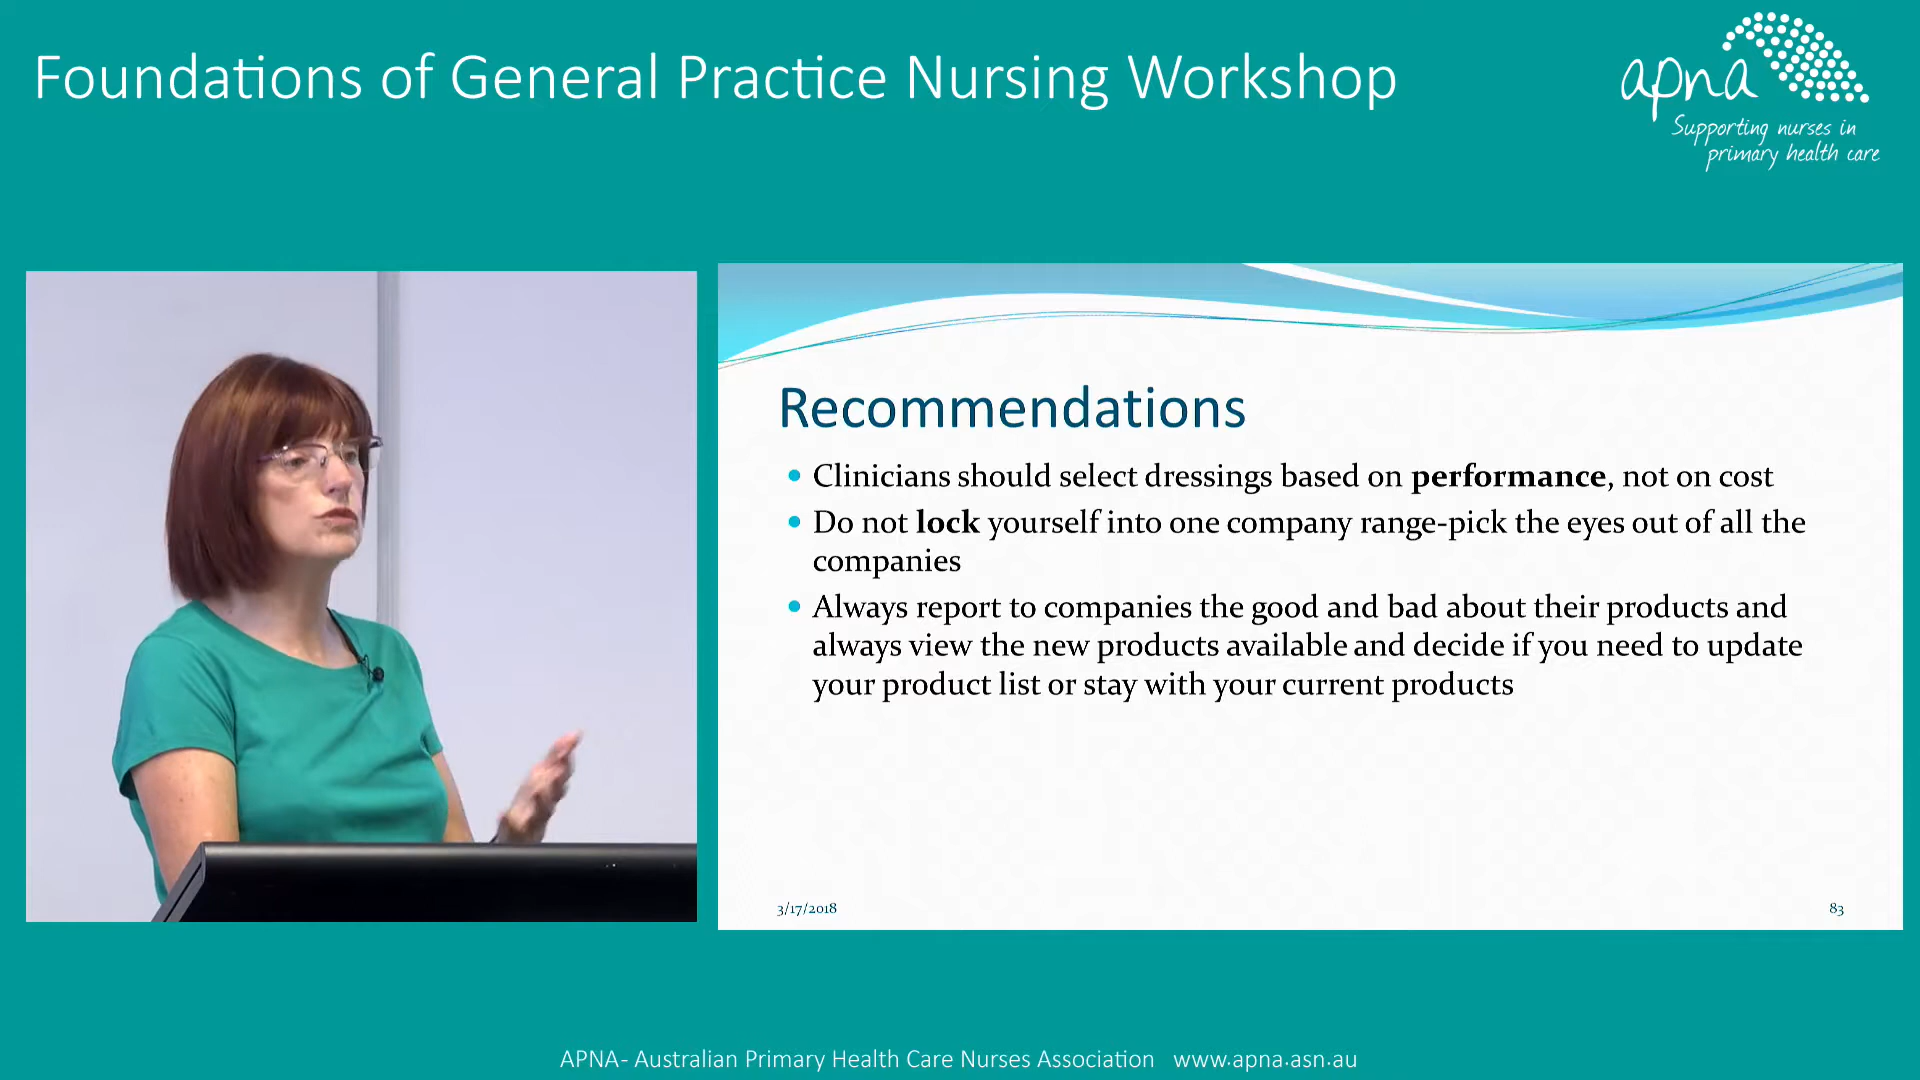 Foundations of General Practice Nursing Workshop
apna
Supporting nurses in
primary health care
Recommendations
Clinicians should select dressings based on performance, not on cost
Do not lock yourself into one company range-pick the eyes out of all the
companies
Always report to companies the good and bad about their products and
always view the new products available and decide if you need to update
your product list or stay with your current products
3/17/2018
83
APNA- Australian Primary Health Care Nurses Association www.apna.asn.au